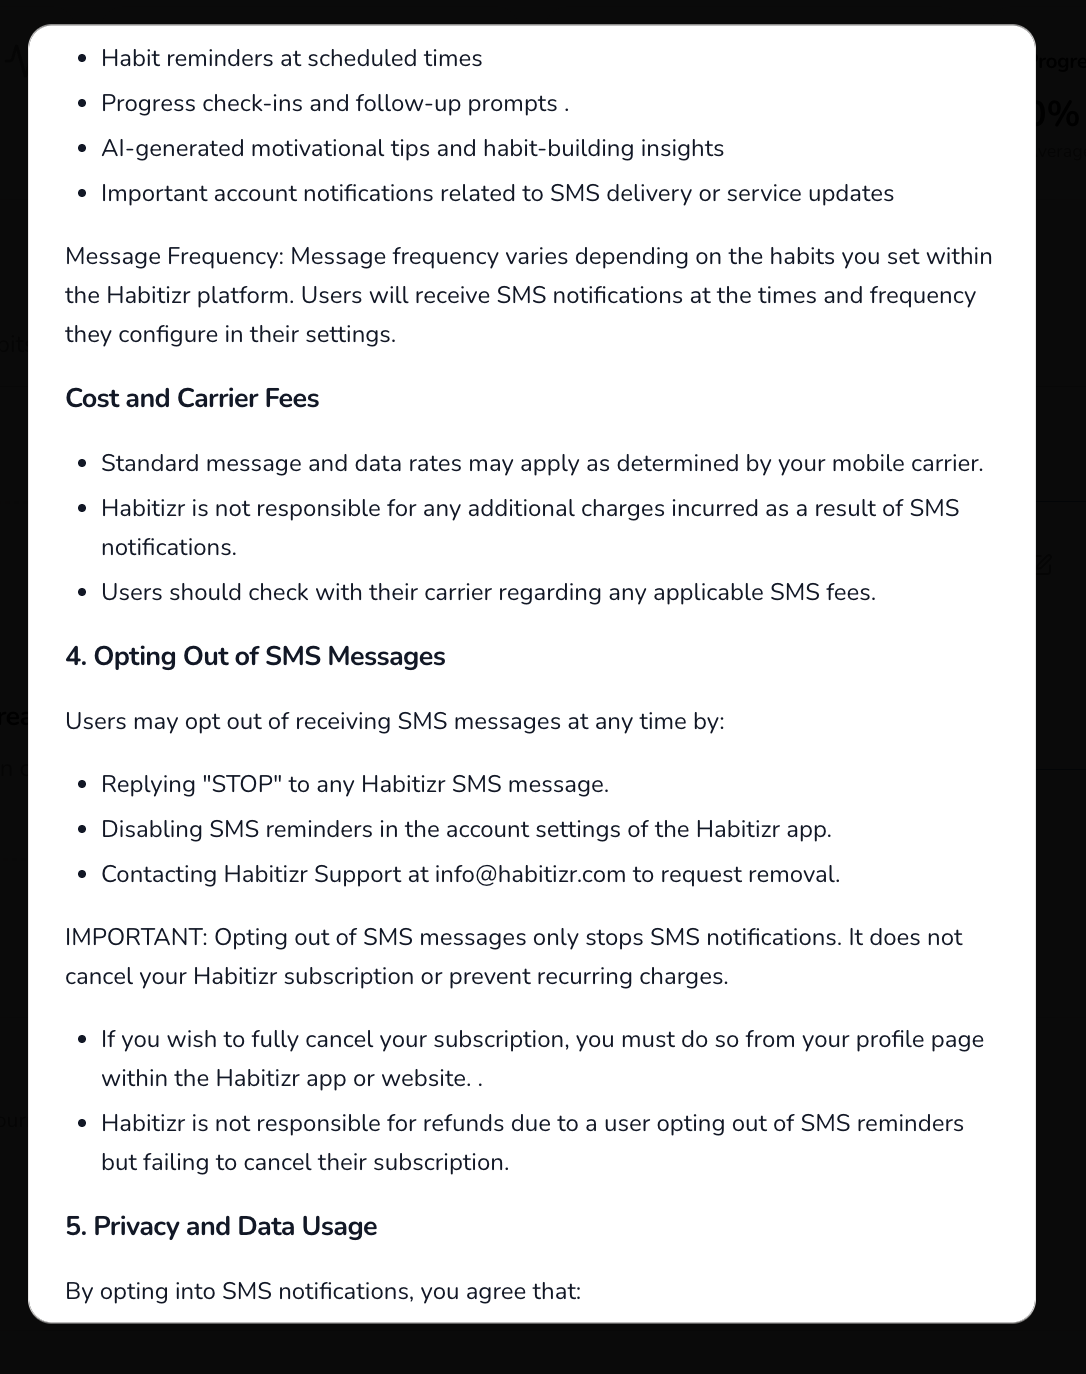 Habit reminders at scheduled times
Progress check-ins and follow-up prompts .
AI-generated motivational tips and habit-building insights
Important account notifications related to SMS delivery or service updates
Message Frequency: Message frequency varies depending on the habits you set within
the Habitizr platform. Users will receive SMS notifications at the times and frequency
they configure in their settings.
Cost and Carrier Fees
Standard message and data rates may apply as determined by your mobile carrier.
Habitizr is not responsible for any additional charges incurred as a result of SMS
notifications.
Users should check with their carrier regarding any applicable SMS fees.
4. Opting Out of SMS Messages
Users may opt out of receiving SMS messages at any time by:
Replying "STOP" to any Habitizr SMS message.
Disabling SMS reminders in the account settings of the Habitizr app.
Contacting Habitizr Support at info@habitizr.com to request removal.
IMPORTANT: Opting out of SMS messages only stops SMS notifications. It does not
cancel your Habitizr subscription or prevent recurring charges.
If you wish to fully cancel your subscription, you must do so from your profile page
within the Habitizr app or website. .
Habitizr is not responsible for refunds due to a user opting out of SMS reminders
but failing to cancel their subscription.
5. Privacy and Data Usage
By opting into SMS notifications, you agree that: